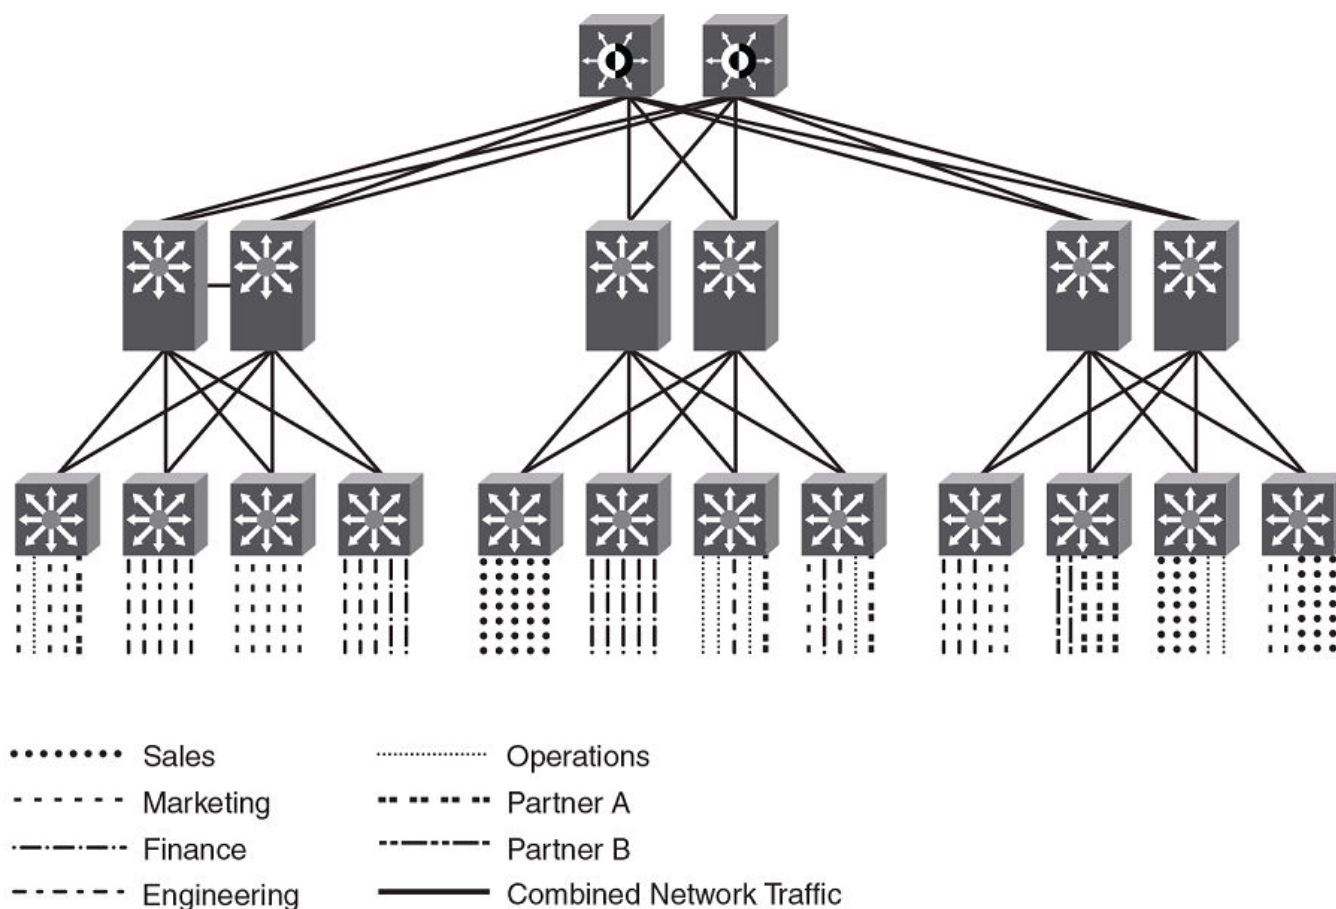 Sales
Operations
Marketing
Partner A
Finance
Partner B
Engineering
Combined Network Traffic